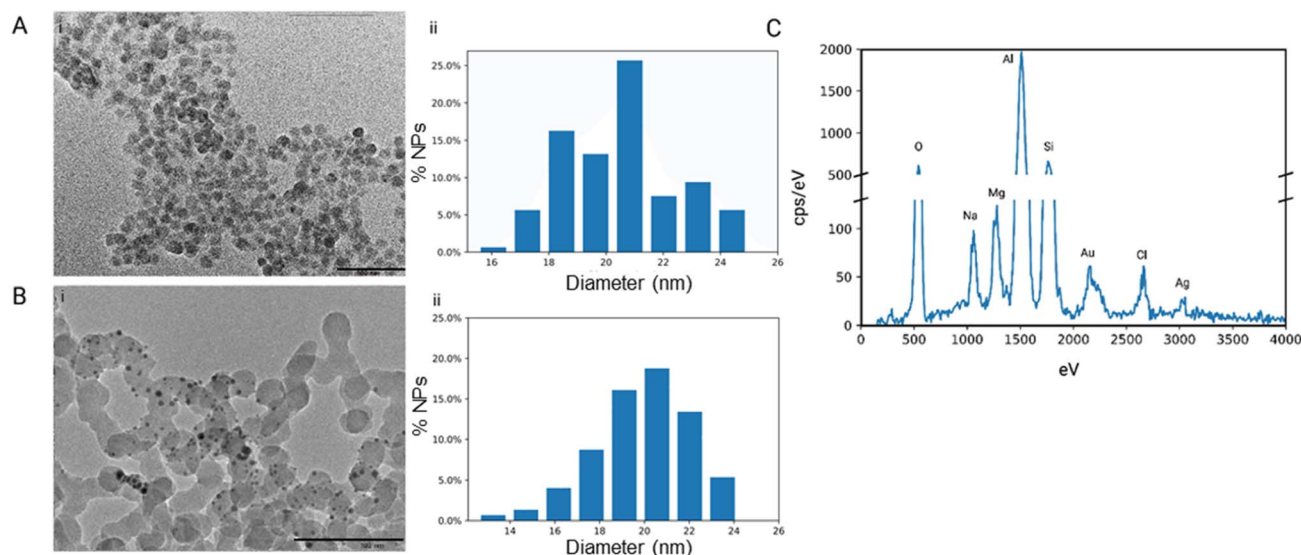 A
i
ii
% NPs
25.0%
20.0%
15.0%
10.0%
5.0%
0.0%
16 18 20 22 24 26
Diameter (nm)
B
i
ii
% NPs
25.0%
20.0%
15.0%
10.0%
5.0%
0.0%
14 16 18 20 22 24 26
Diameter (nm)
C
cps/eV
2000
1500
1000
500
100
50
0
O
Na
Mg
Al
Si
Au
Cl
Ag
0 500 1000 1500 2000 2500 3000 3500 4000
eV